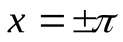 x = ±π